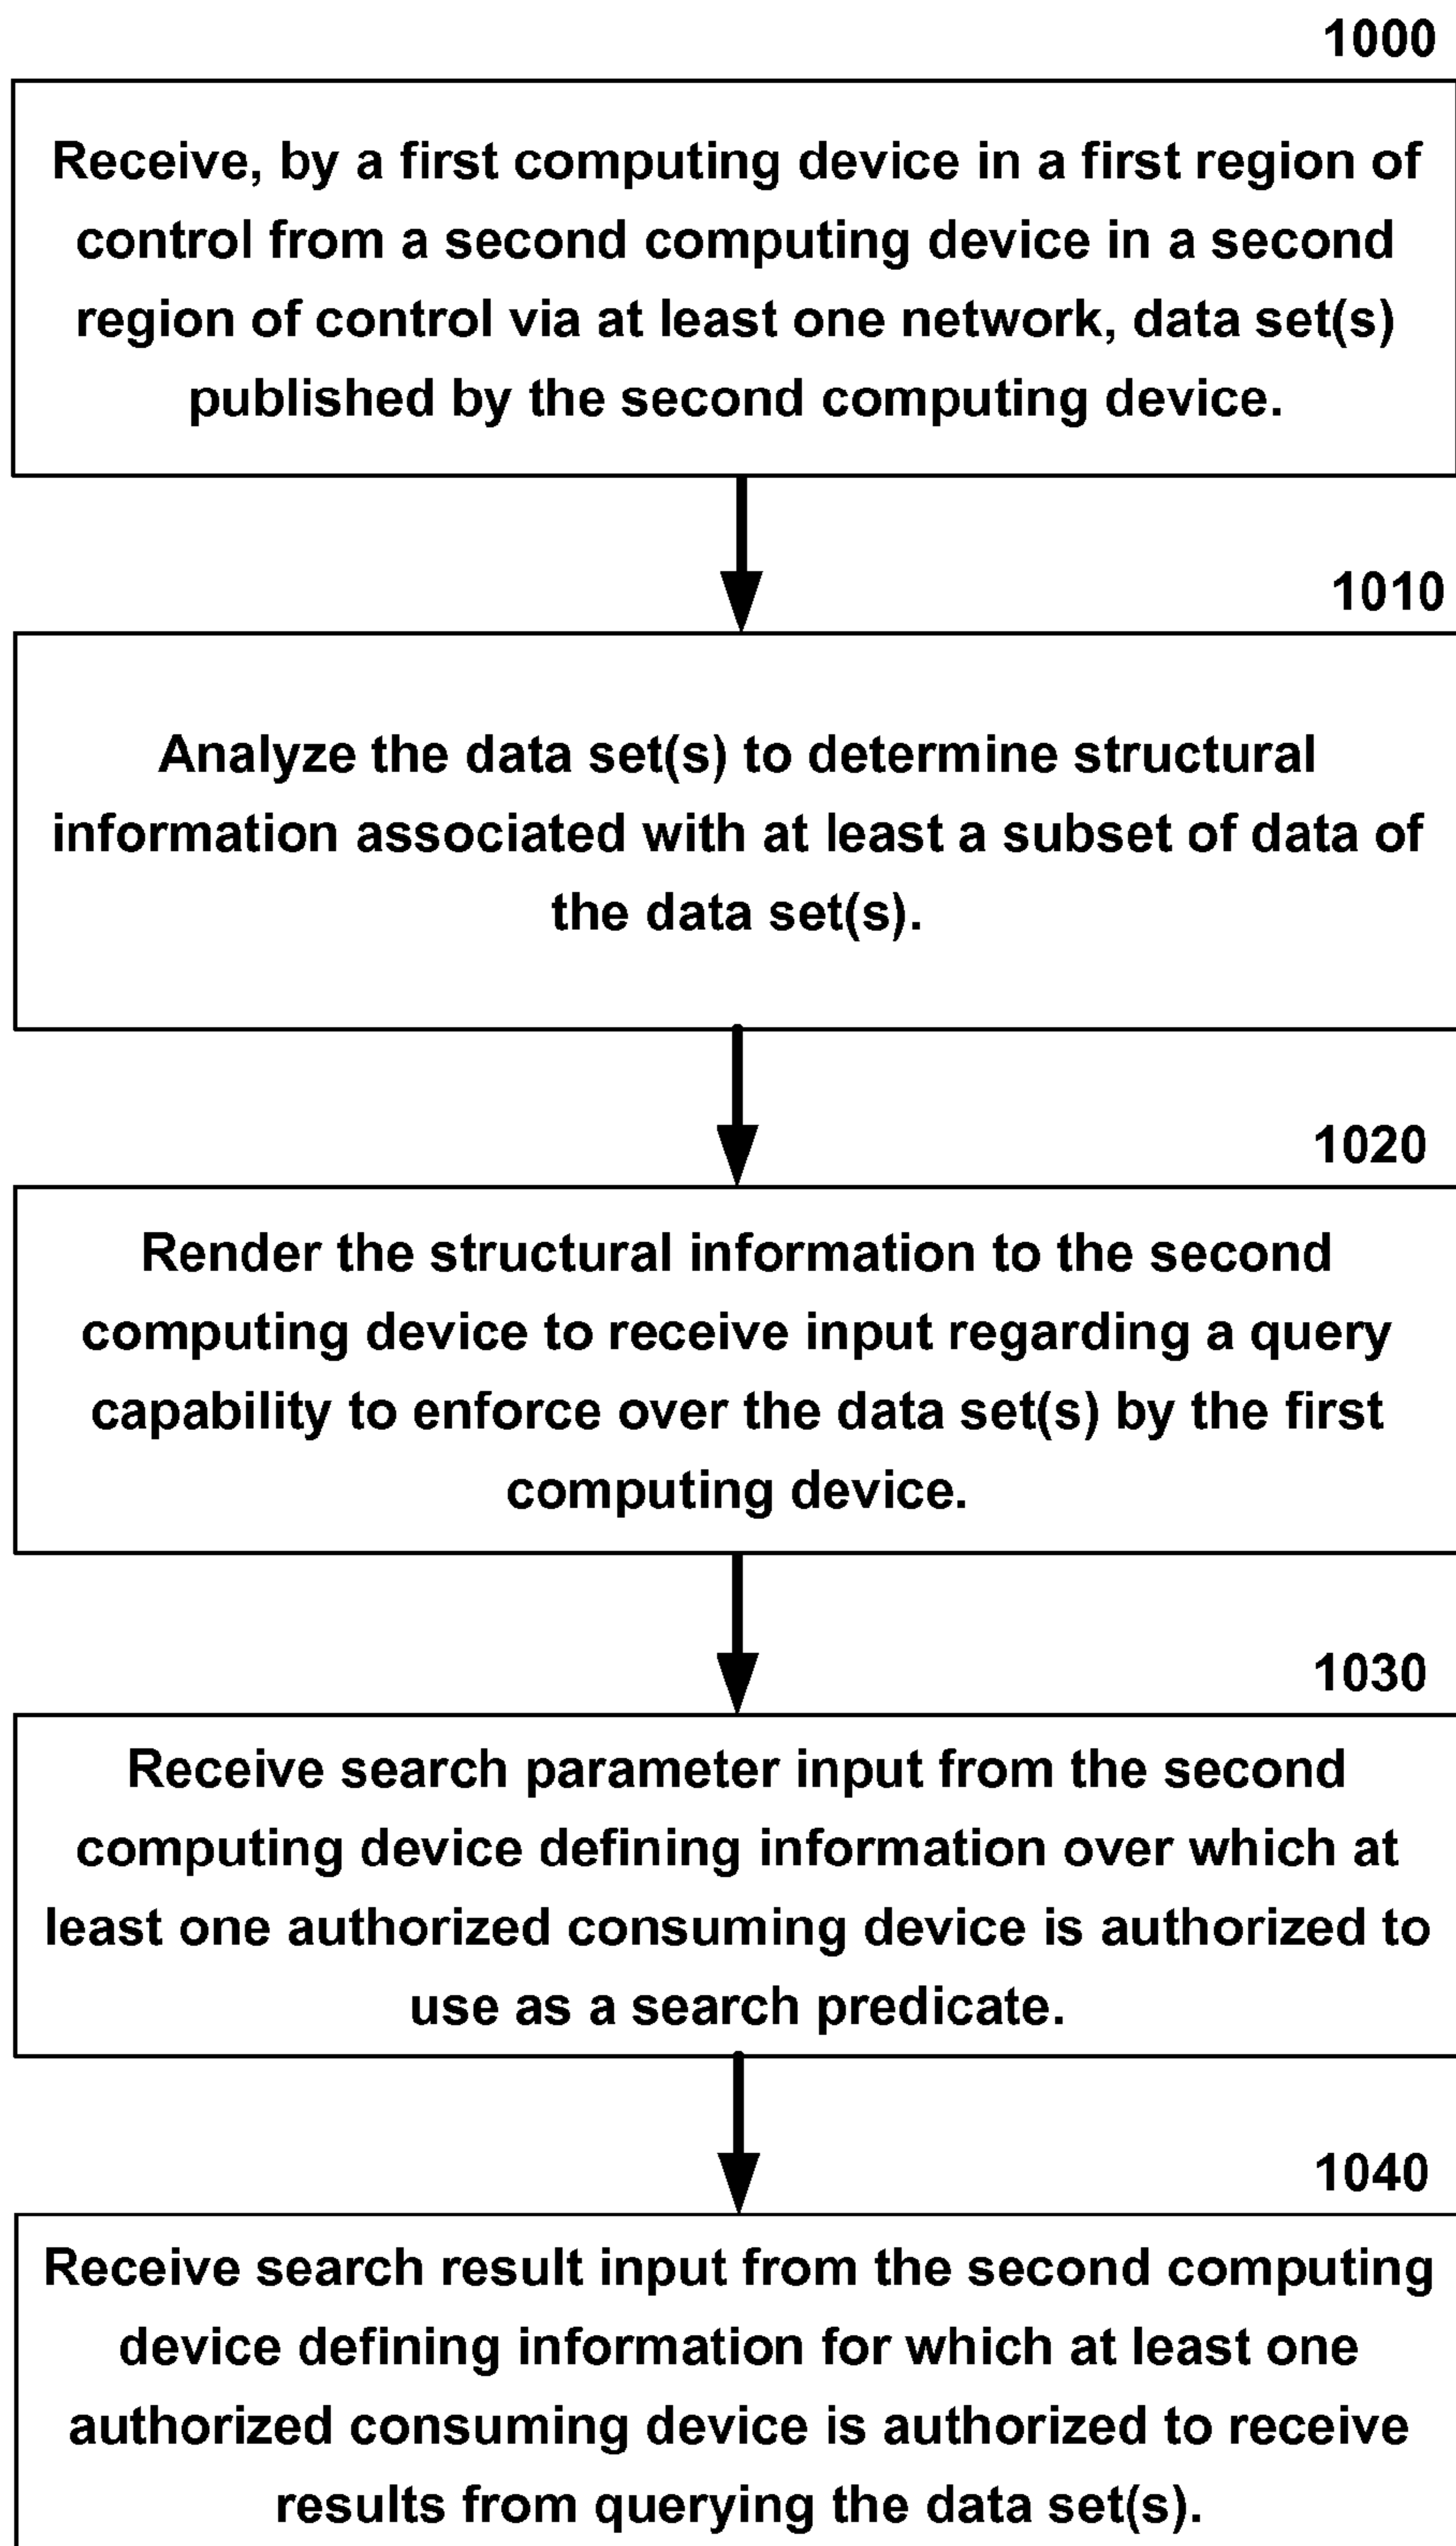 1000
Receive, by a first computing device in a first region of
control from a second computing device in a second
region of control via at least one network, data set(s)
published by the second computing device.
1010
Analyze the data set(s) to determine structural
information associated with at least a subset of data of
the data set(s).
1020
Render the structural information to the second
computing device to receive input regarding a query
capability to enforce over the data set(s) by the first
computing device.
1030
Receive search parameter input from the second
computing device defining information over which at
least one authorized consuming device is authorized to
use as a search predicate.
1040
Receive search result input from the second computing
device defining information for which at least one
authorized consuming device is authorized to receive
results from querying the data set(s).